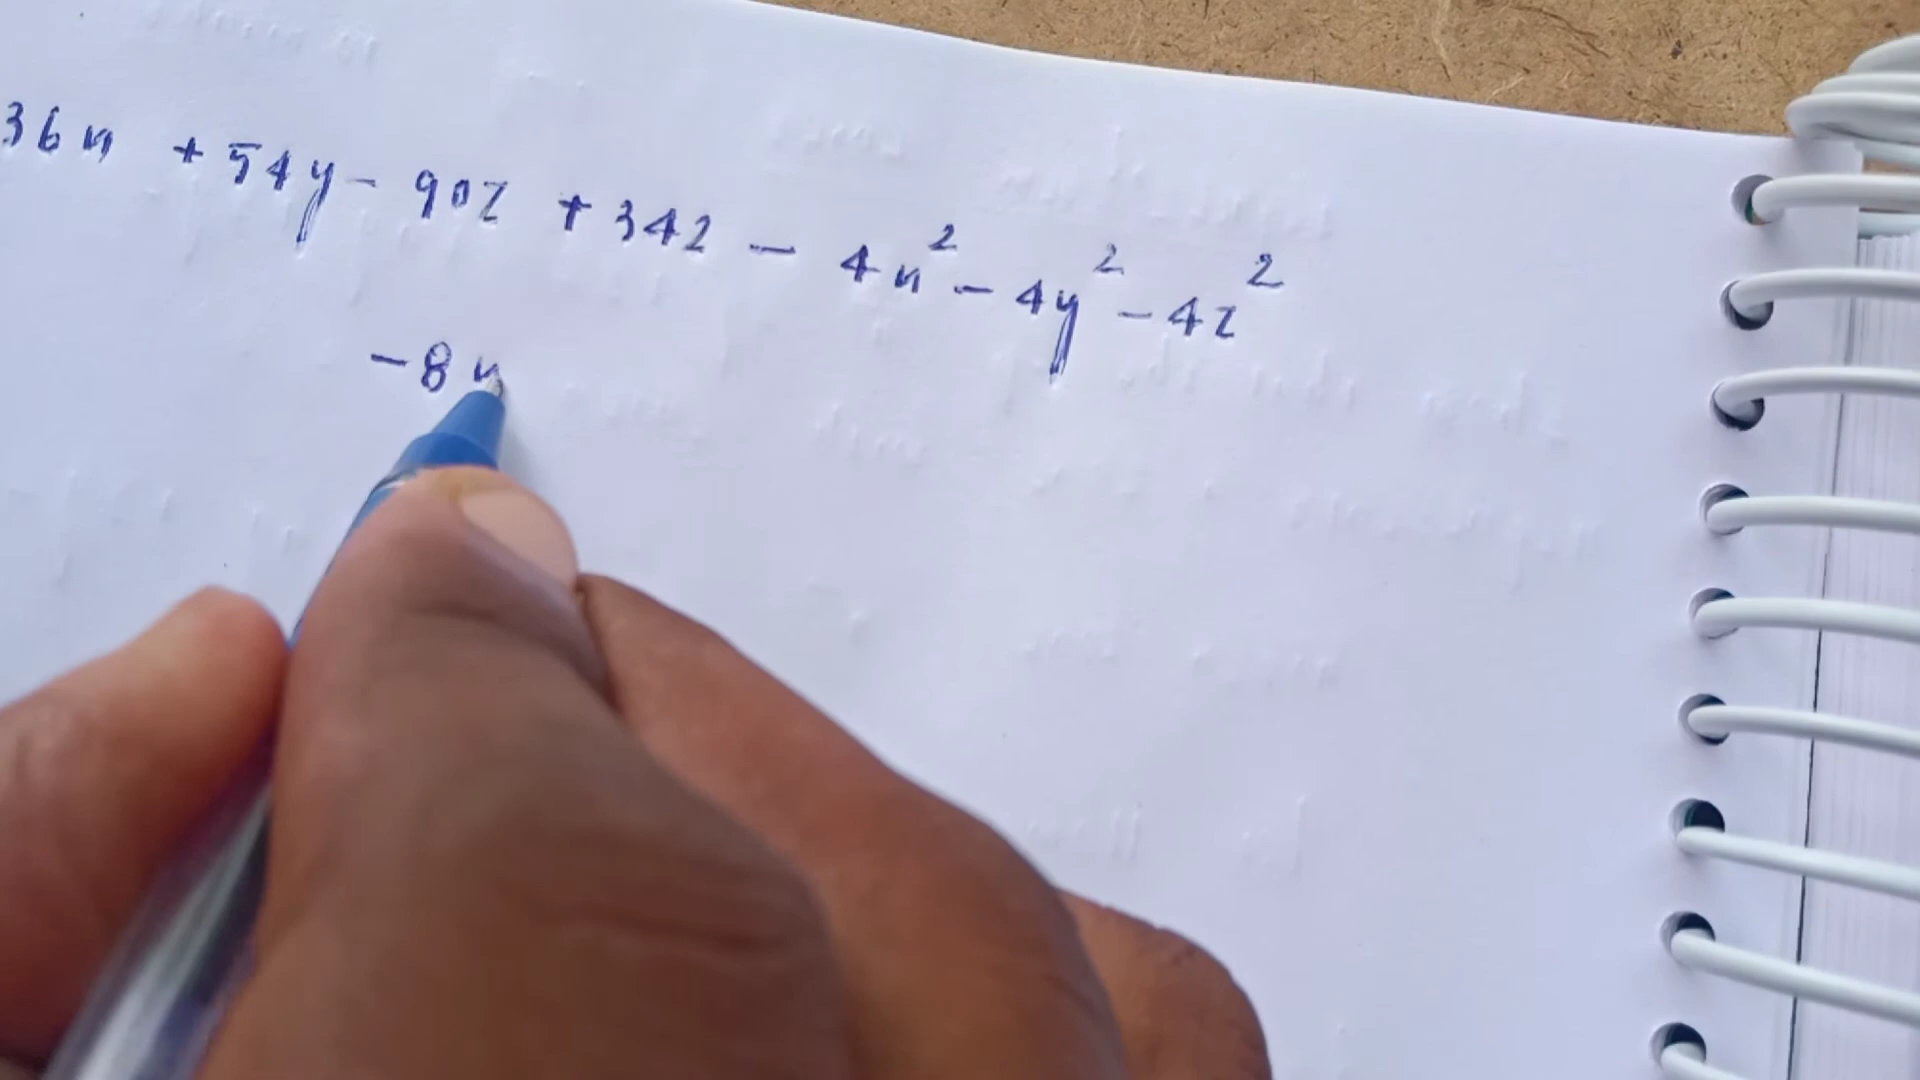 36x + 54y - 90z + 342 - 4x² - 4y² - 4z²
- 8x